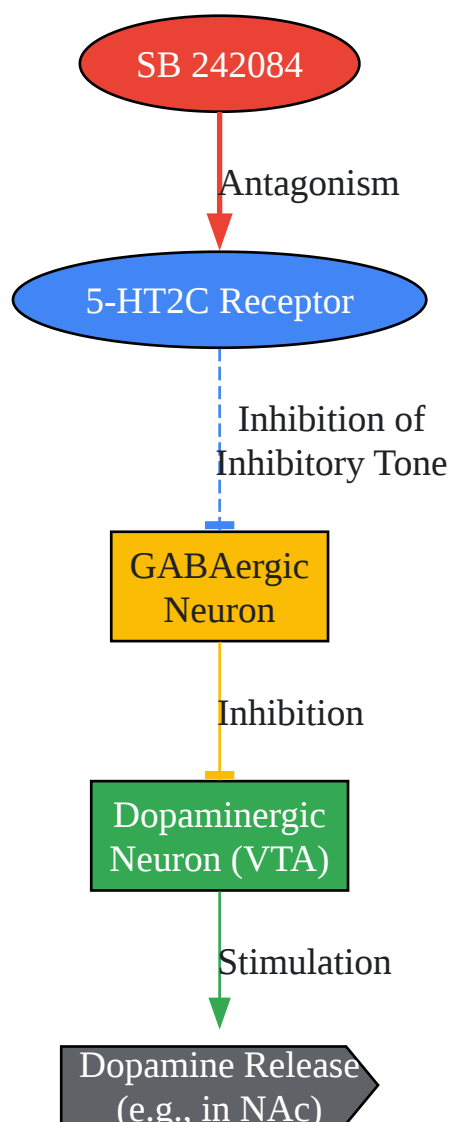 SB 242084
Antagonism
5-HT2C Receptor
Inhibition of
Inhibitory Tone
GABAergic
Neuron
Inhibition
Dopaminergic
Neuron (VTA)
Stimulation
Dopamine Release
(e.g., in NAc)